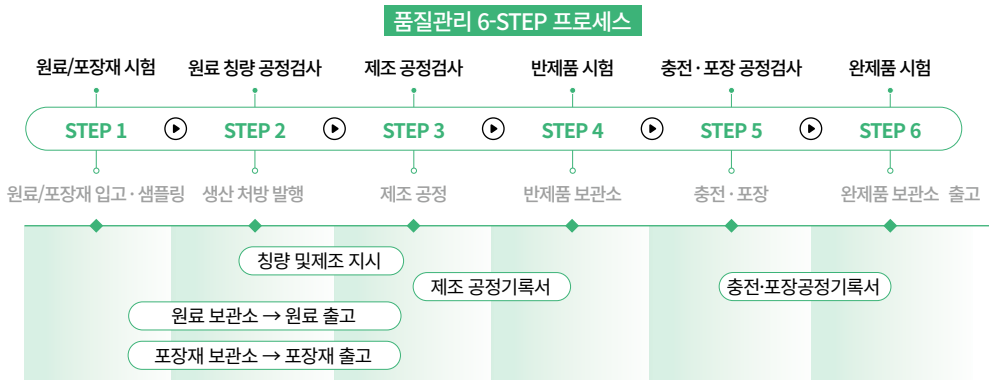 품질관리 6-STEP 프로세스
원료/포장재 시험 원료 칭량 공정검사 제조 공정검사 반제품 시험 충전·포장 공정검사 완제품 시험
STEP 1 STEP 2 STEP 3 STEP 4 STEP 5 STEP 6
원료/포장재 입고·샘플링 생산 처방 발행 제조 공정 반제품 보관소 충전·포장 완제품 보관소 출고
칭량 및제조 지시
제조 공정기록서 충전·포장공정기록서
원료 보관소 → 원료 출고
포장재 보관소 → 포장재 출고